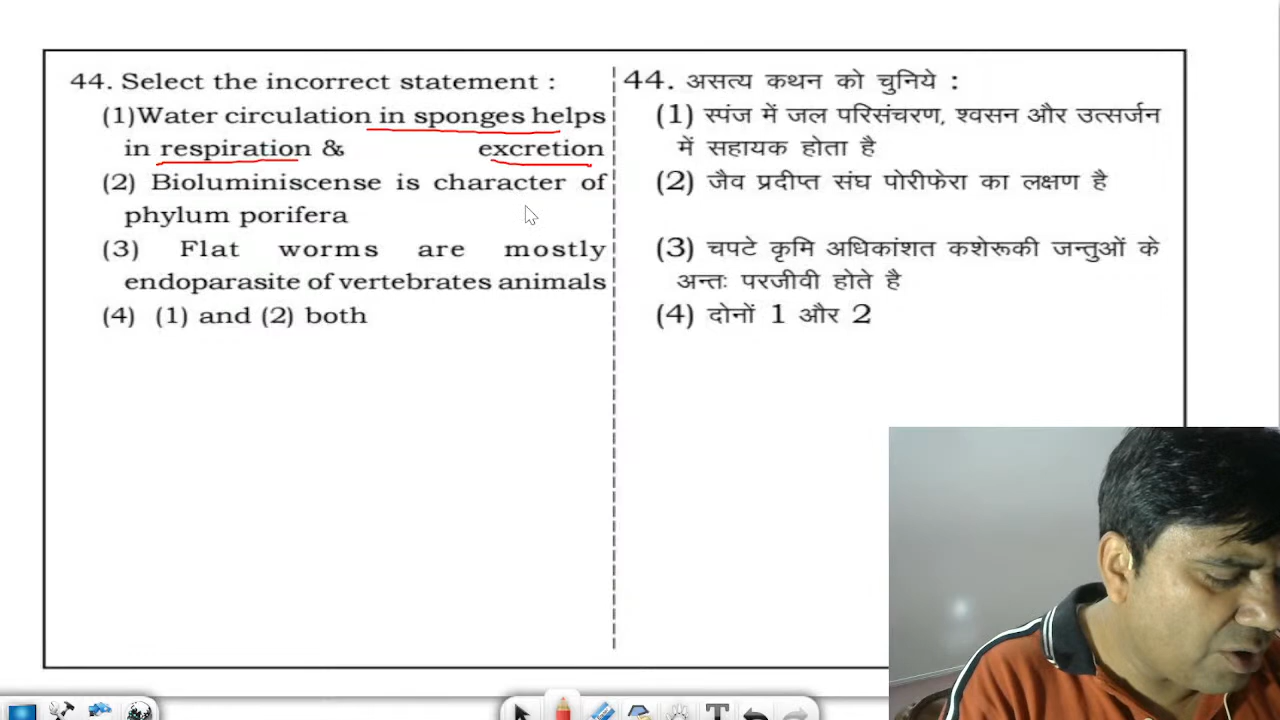 44. Select the incorrect statement :
(1)Water circulation in sponges helps
in respiration & excretion
(2) Bioluminiscense is character of
phylum porifera
(3) Flat worms are mostly
endoparasite of vertebrates animals
(4) (1) and (2) both
44. असत्य कथन को चुनिये :
(1) स्पंज में जल परिसंचरण, श्वसन और उत्सर्जन
में सहायक होता है
(2) जैव प्रदीप्त संघ पोरीफेरा का लक्षण है
(3) चपटे कृमि अधिकांशत कशेरूकी जन्तुओं के
अन्तः परजीवी होते है
(4) दोनों 1 और 2
T